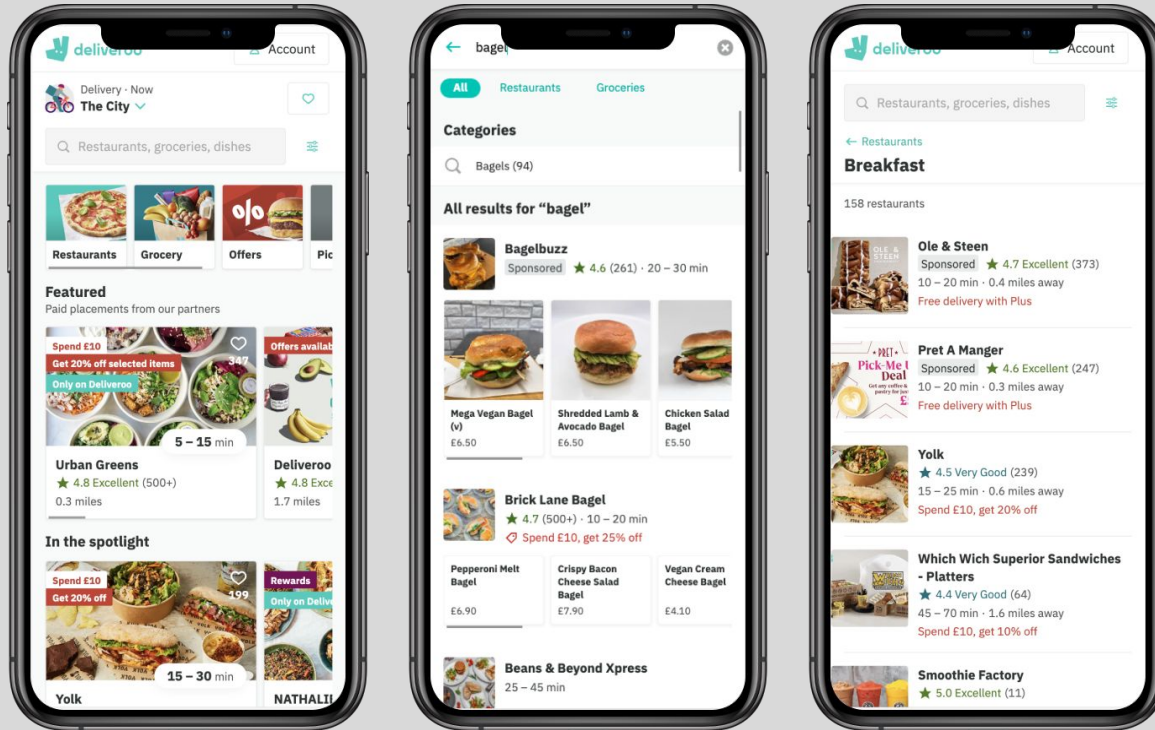 deliveroo
Account
Delivery · Now
The City
Restaurants, groceries, dishes
Restaurants
Grocery
Offers
Pic
Featured
Paid placements from our partners
Spend £10
Get 20% off selected items
Only on Deliveroo
347
5 – 15 min
Urban Greens
4.8 Excellent (500+)
0.3 miles
Offers availab
Deliveroo
4.8 Exce
1.7 miles
In the spotlight
Spend £10
Get 20% off
199
15 – 30 min
Yolk
Rewards
Only on Delive
NATHALI
bagel
All
Restaurants
Groceries
Categories
Bagels (94)
All results for “bagel”
Bagelbuzz
Sponsored 4.6 (261) · 20 – 30 min
Mega Vegan Bagel
(v)
£6.50
Shredded Lamb &
Avocado Bagel
£6.50
Chicken Salad
Bagel
£5.50
Brick Lane Bagel
4.7 (500+) · 10 – 20 min
Spend £10, get 25% off
Pepperoni Melt
Bagel
£6.90
Crispy Bacon
Cheese Salad
Bagel
£7.90
Vegan Cream
Cheese Bagel
£4.10
Beans & Beyond Xpress
25 – 45 min
deliveroo
Account
Restaurants, groceries, dishes
← Restaurants
Breakfast
158 restaurants
OLE &
STEEN
Ole & Steen
Sponsored 4.7 Excellent (373)
10 – 20 min · 0.4 miles away
Free delivery with Plus
PRET
Pick-Me U
Deal
Pret A Manger
Sponsored 4.6 Excellent (247)
10 – 20 min · 0.3 miles away
Free delivery with Plus
Yolk
4.5 Very Good (239)
15 – 25 min · 0.6 miles away
Spend £10, get 20% off
Which Wich Superior Sandwiches
- Platters
4.4 Very Good (64)
45 – 70 min · 1.6 miles away
Spend £10, get 10% off
Smoothie Factory
5.0 Excellent (11)